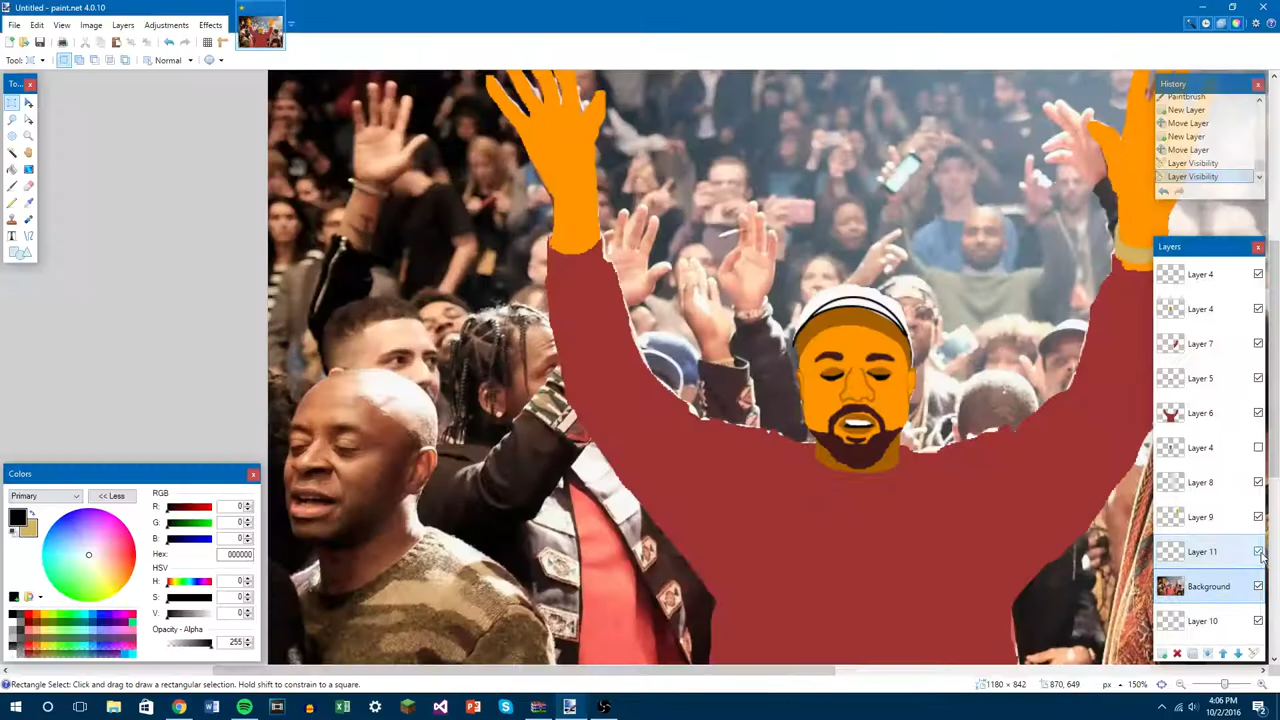 Untitled - paint.net 4.0.10
File Edit View Image Layers Adjustments Effects
Tool: Normal
To...
History
Paintbrush
New Layer
Move Layer
New Layer
Move Layer
Layer Visibility
Layer Visibility
Layers
Layer 4
Layer 4
Layer 7
Layer 5
Layer 6
Layer 4
Layer 8
Layer 9
Layer 11
Background
Layer 10
Colors
Primary << Less
RGB
R: 0
G: 0
B: 0
Hex: 000000
HSV
H: 0
S: 0
V: 0
Opacity - Alpha
255
Rectangle Select: Click and drag to draw a rectangular selection. Hold shift to constrain to a square. 1180 × 842 870, 649 px 150%
4:06 PM
10/2/2016